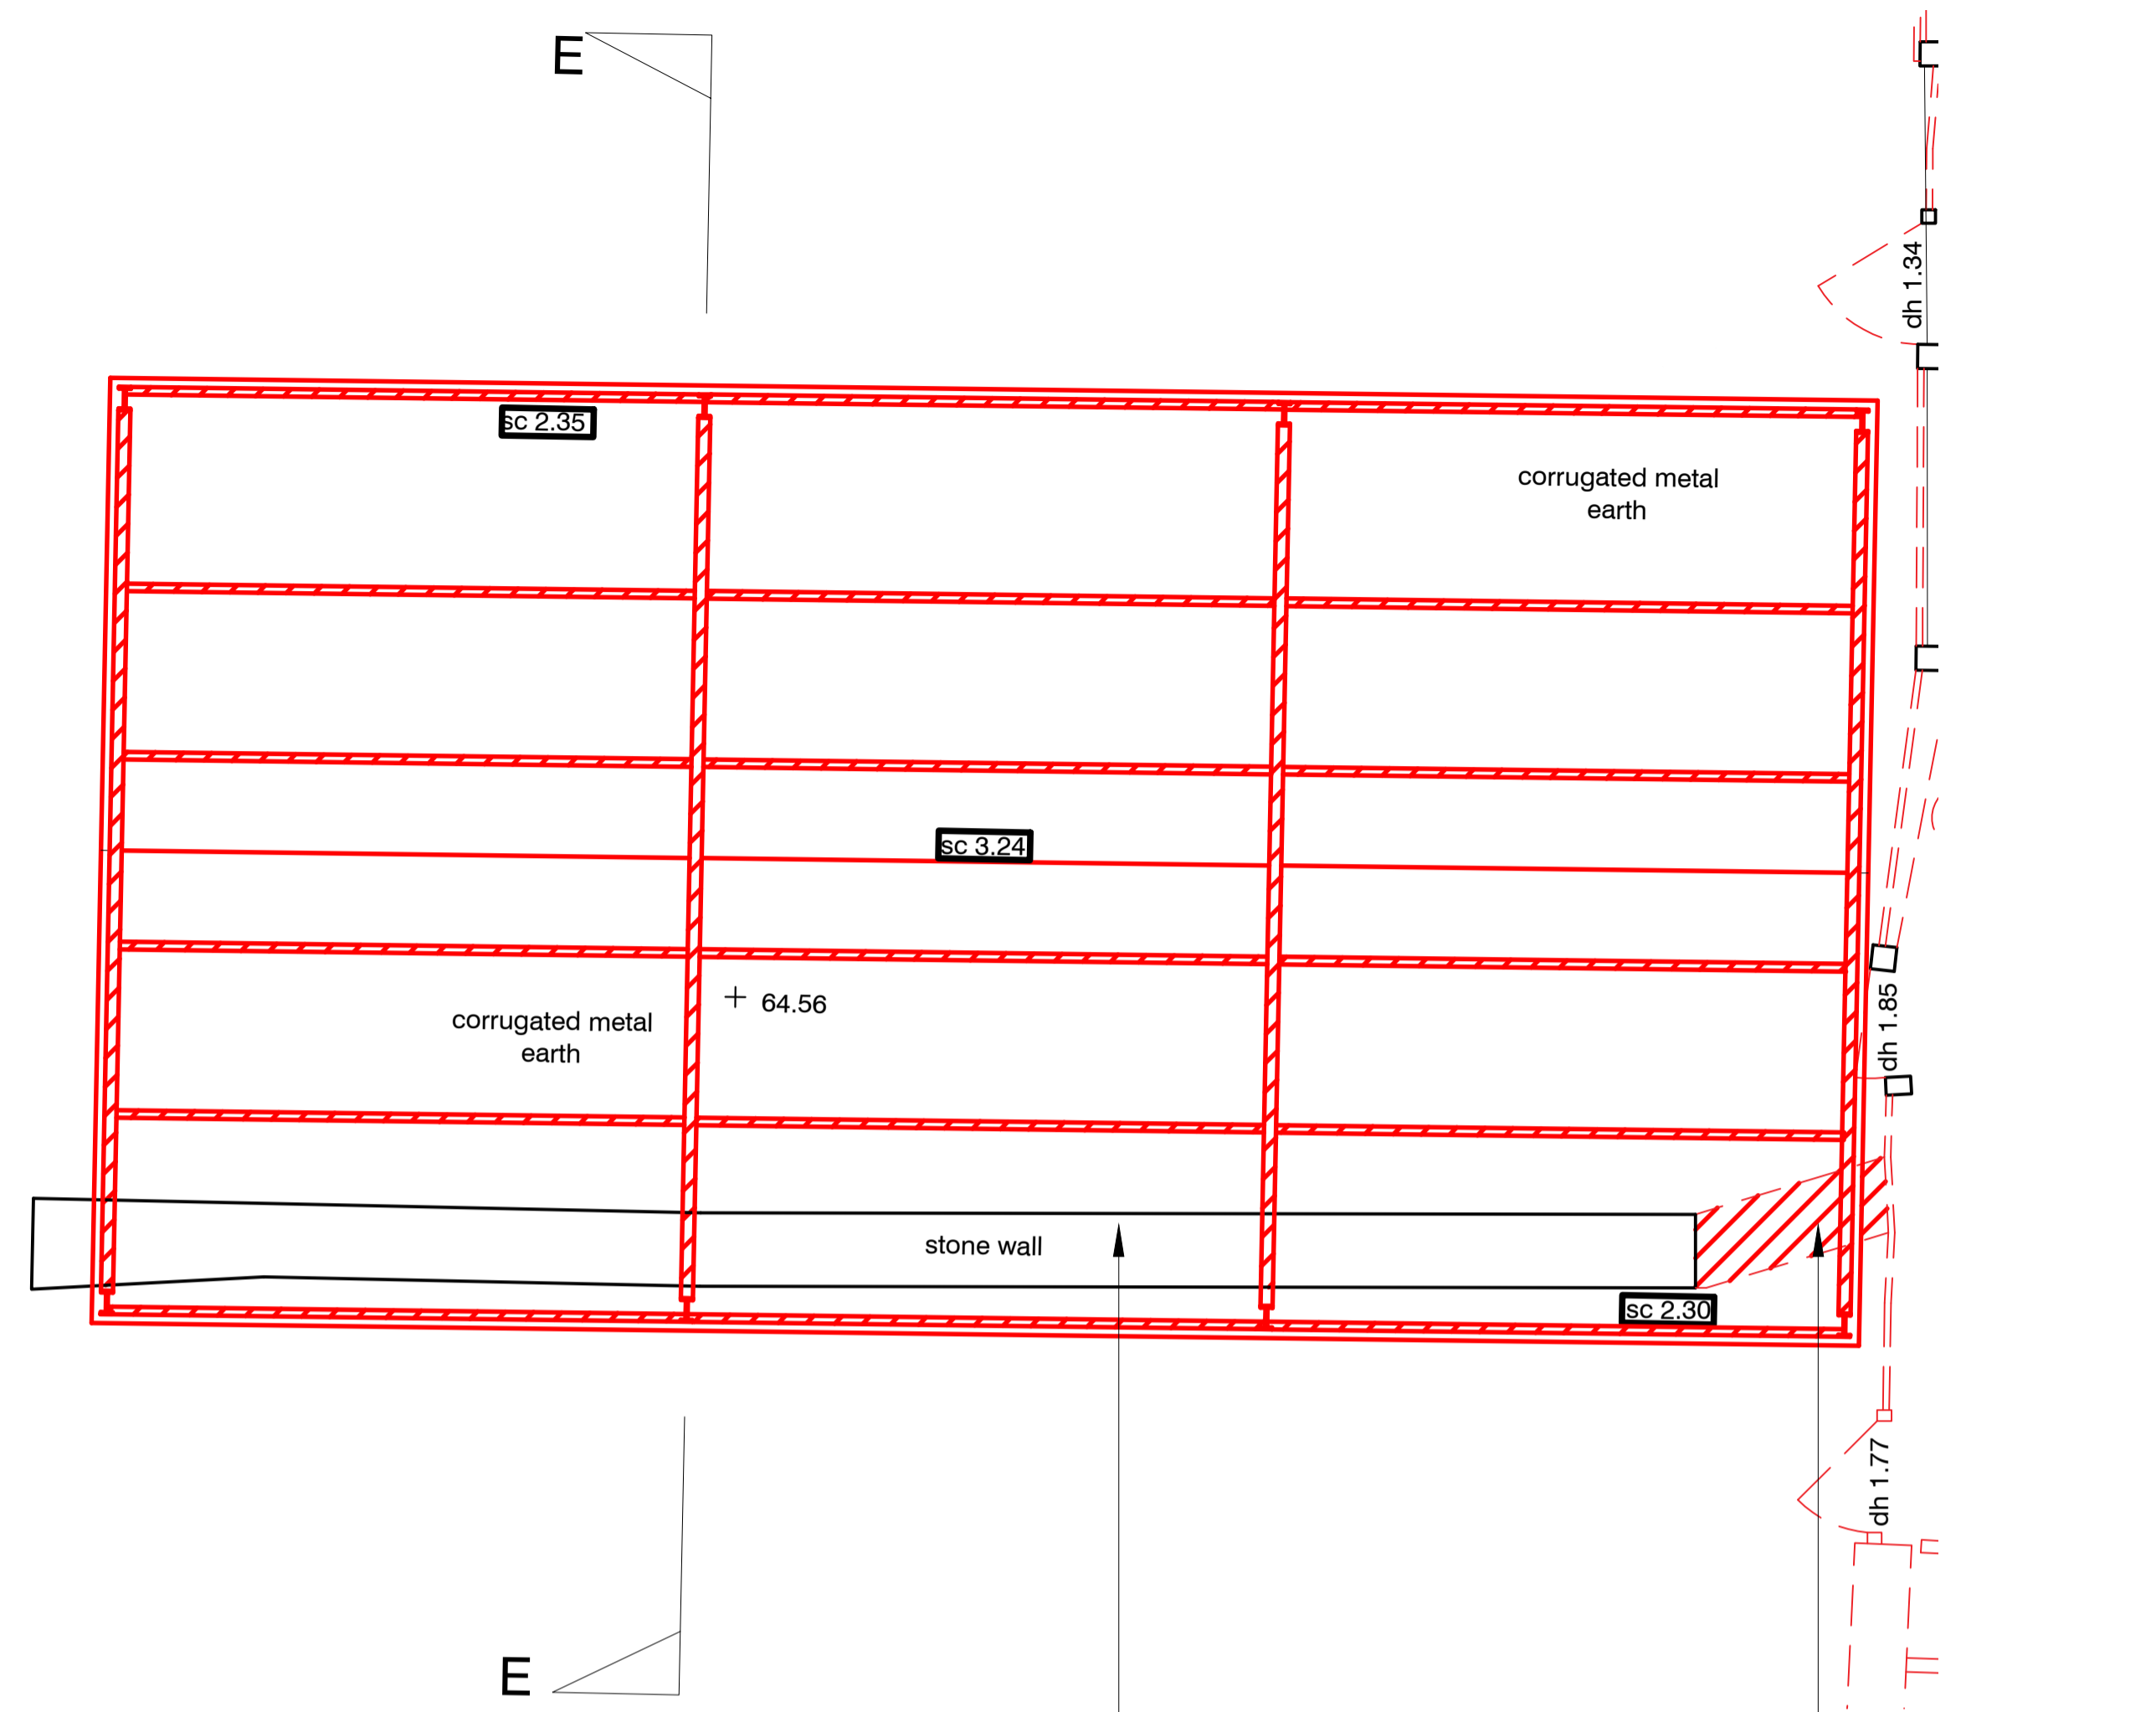 E
dh 1.34
sc 2.35
corrugated metal
earth
sc 3.24
64.56
corrugated metal
earth
dh 1.85
stone wall
sc 2.30
dh 1.77
E